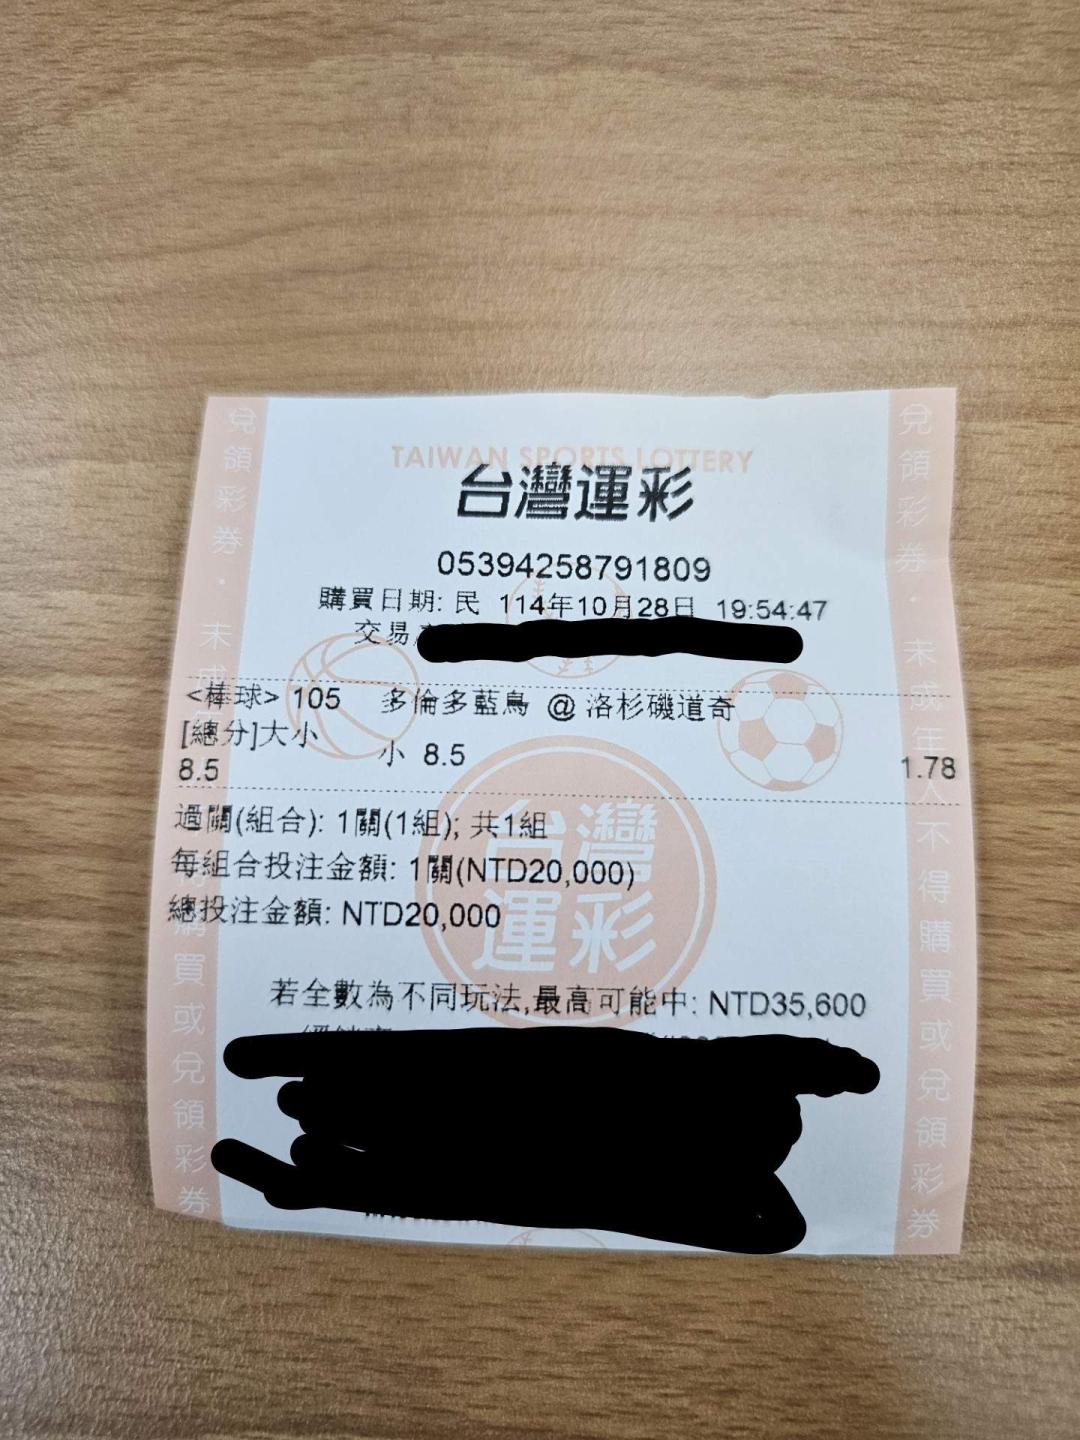 TAIWAN SPORTS LOTTERY
台灣運彩
05394258791809
購買日期: 民 114年10月28日 19:54:47
交易
<棒球> 105 多倫多藍鳥 @ 洛杉磯道奇
[總分]大小
8.5 小 8.5 1.78
過關(組合): 1關(1組); 共1組
每組合投注金額: 1關(NTD20,000)
總投注金額: NTD20,000
若全數為不同玩法,最高可能中: NTD35,600
台灣
運彩
兌領彩券・未成年人不得購買或兌領彩券
兌領彩券・未成年人不得購買或兌領彩券